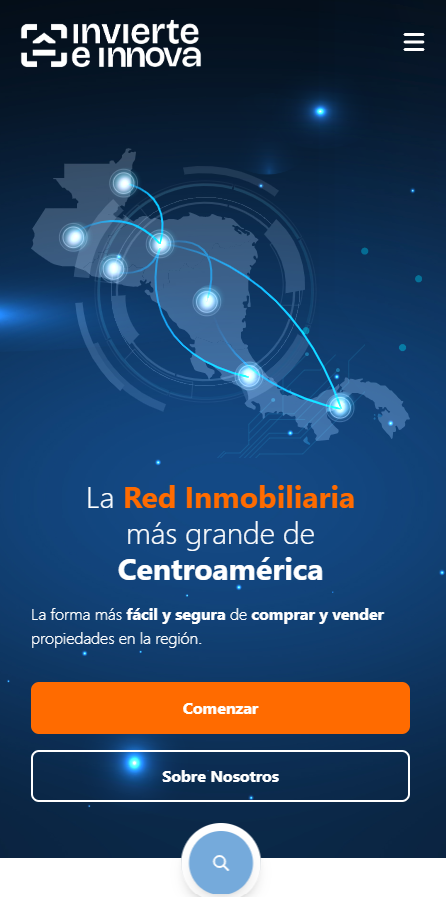 invierte
e innova
La Red Inmobiliaria
más grande de
Centroamérica
La forma más fácil y segura de comprar y vender
propiedades en la región.
Comenzar
Sobre Nosotros